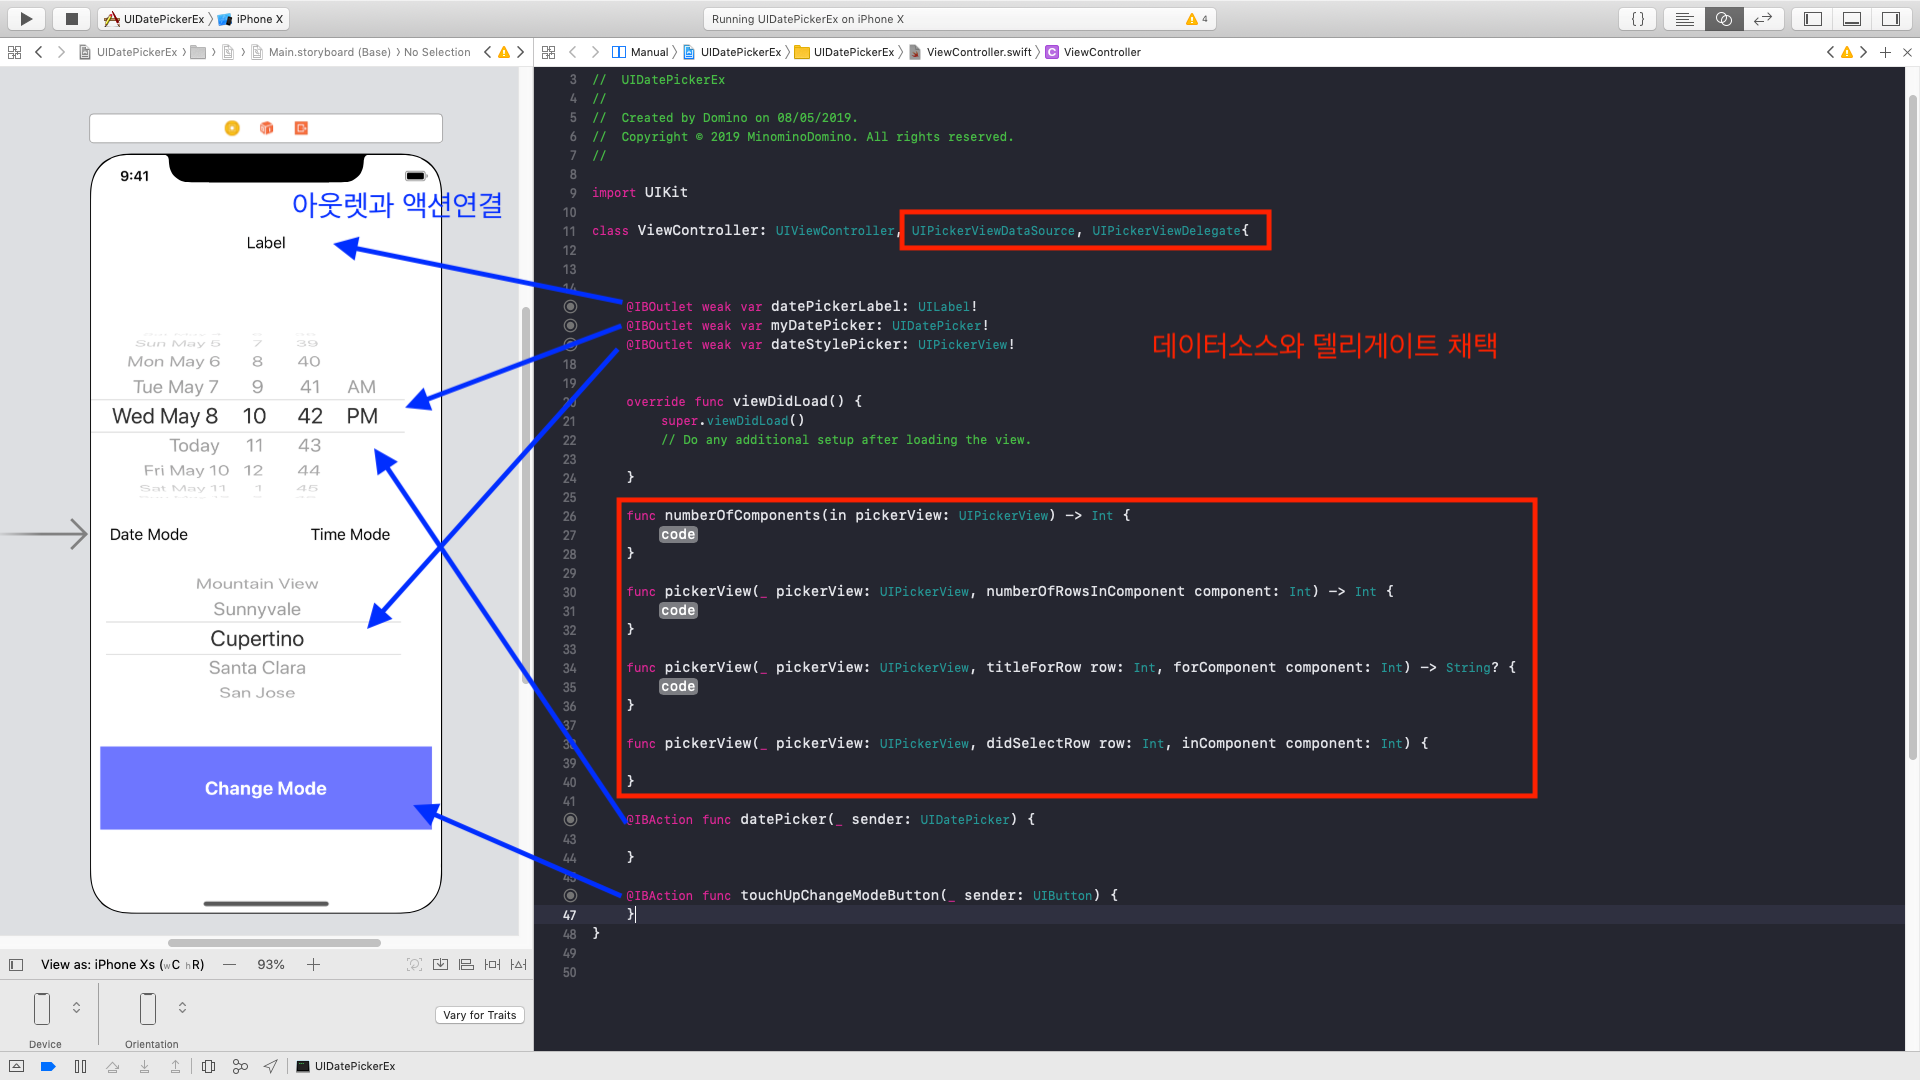 UIDatePickerEx
iPhone X
Running UIDatePickerEx on iPhone X
4
{}
UIDatePickerEx
Main.storyboard (Base)
No Selection
Manual
UIDatePickerEx
UIDatePickerEx
ViewController.swift
ViewController
9:41
아웃렛과 액션연결
Label
Sun May 5 7 39
Mon May 6 8 40
Tue May 7 9 41 AM
Wed May 8 10 42 PM
Today 11 43
Fri May 10 12 44
Sat May 11 1 45
Date Mode
Time Mode
Mountain View
Sunnyvale
Cupertino
Santa Clara
San Jose
Change Mode
View as: iPhone Xs (wC hR)
93%
Vary for Traits
Device
Orientation
3 // UIDatePickerEx
4 //
5 // Created by Domino on 08/05/2019.
6 // Copyright © 2019 MinominoDomino. All rights reserved.
7 //
8
9 import UIKit
10
11 class ViewController: UIViewController, UIPickerViewDataSource, UIPickerViewDelegate{
12
13
14
@IBOutlet weak var datePickerLabel: UILabel!
@IBOutlet weak var myDatePicker: UIDatePicker!
@IBOutlet weak var dateStylePicker: UIPickerView!
데이터소스와 델리게이트 채택
18
19
20 override func viewDidLoad() {
21 super.viewDidLoad()
22 // Do any additional setup after loading the view.
23
24 }
25
26 func numberOfComponents(in pickerView: UIPickerView) -> Int {
27 code
28 }
29
30 func pickerView(_ pickerView: UIPickerView, numberOfRowsInComponent component: Int) -> Int {
31 code
32 }
33
34 func pickerView(_ pickerView: UIPickerView, titleForRow row: Int, forComponent component: Int) -> String? {
35 code
36 }
37
38 func pickerView(_ pickerView: UIPickerView, didSelectRow row: Int, inComponent component: Int) {
39
40 }
41
@IBAction func datePicker(_ sender: UIDatePicker) {
43
44 }
45
@IBAction func touchUpChangeModeButton(_ sender: UIButton) {
47 }
48 }
49
50
UIDatePickerEx